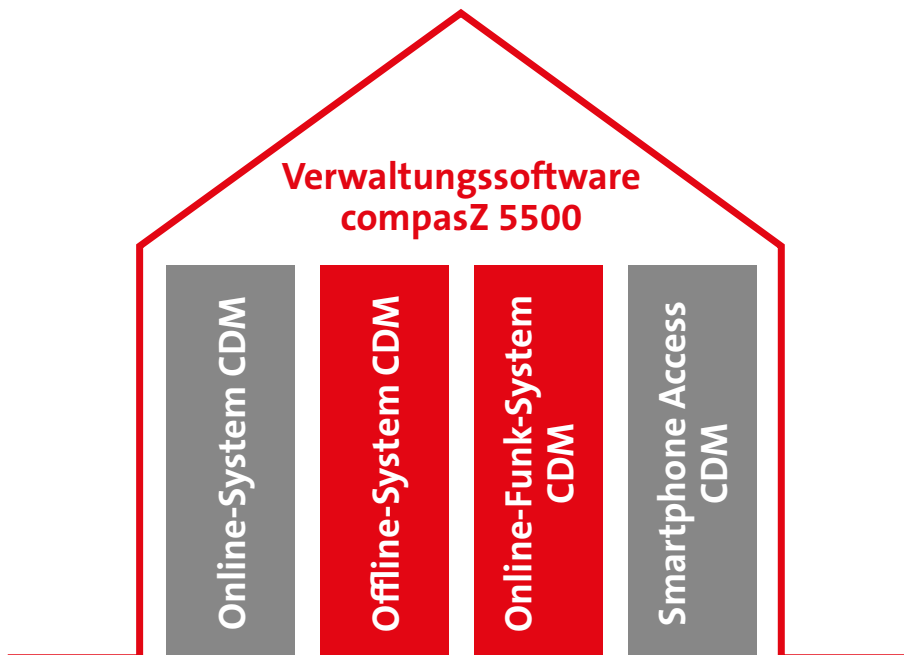 Verwaltungssoftware
compasZ 5500
Online-System CDM
Offline-System CDM
Online-Funk-System
CDM
Smartphone Access
CDM